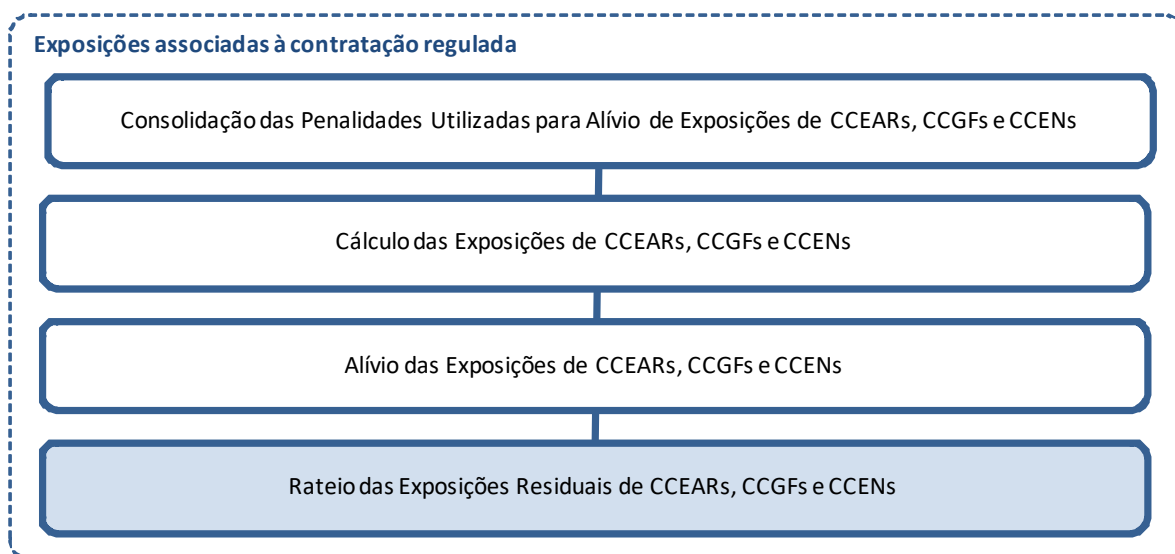 Exposições associadas à contratação regulada
Consolidação das Penalidades Utilizadas para Alívio de Exposições de CCEARs, CCGFs e CCENs
Cálculo das Exposições de CCEARs, CCGFs e CCENs
Alívio das Exposições de CCEARs, CCGFs e CCENs
Rateio das Exposições Residuais de CCEARs, CCGFs e CCENs